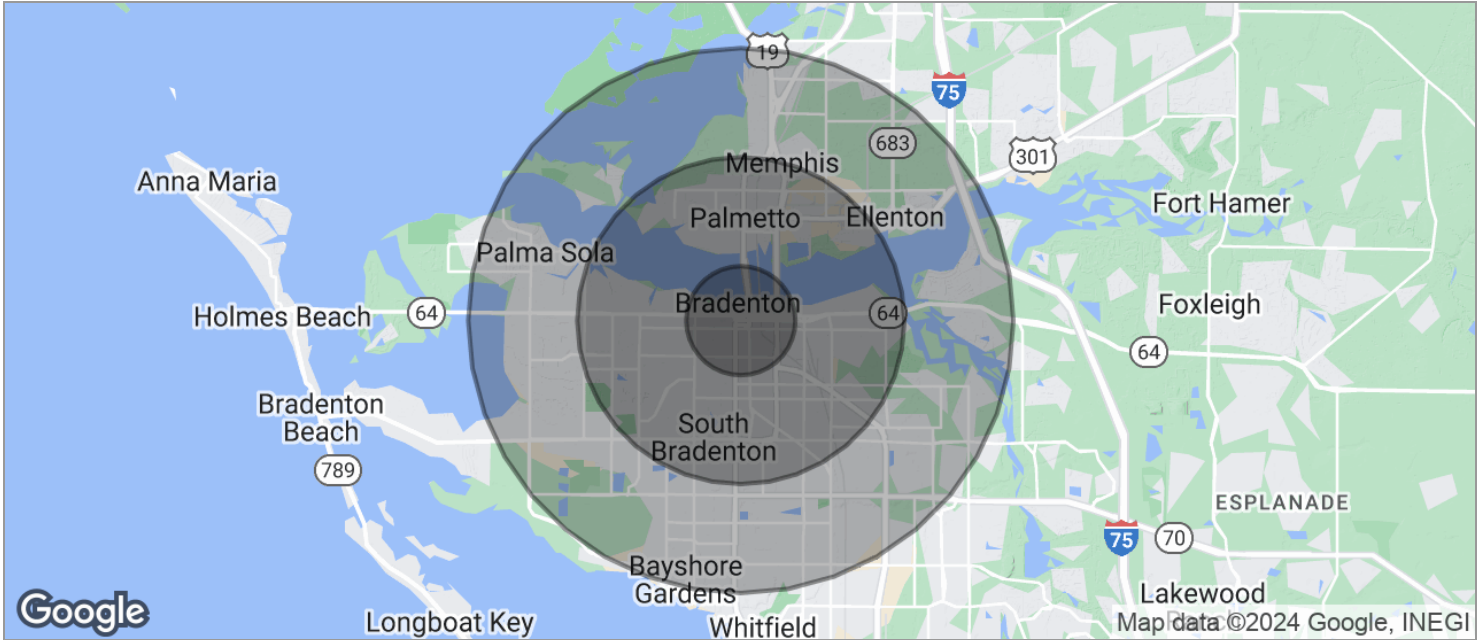 19
75
683
Memphis
301
Anna Maria
Palmetto
Ellenton
Fort Hamer
Palma Sola
Bradenton
Holmes Beach
64
64
Foxleigh
64
Bradenton
Beach
South
Bradenton
789
ESPLANADE
75
70
Bayshore
Gardens
Lakewood
Google
Longboat Key
Whitfield
Map data ©2024 Google, INEGI